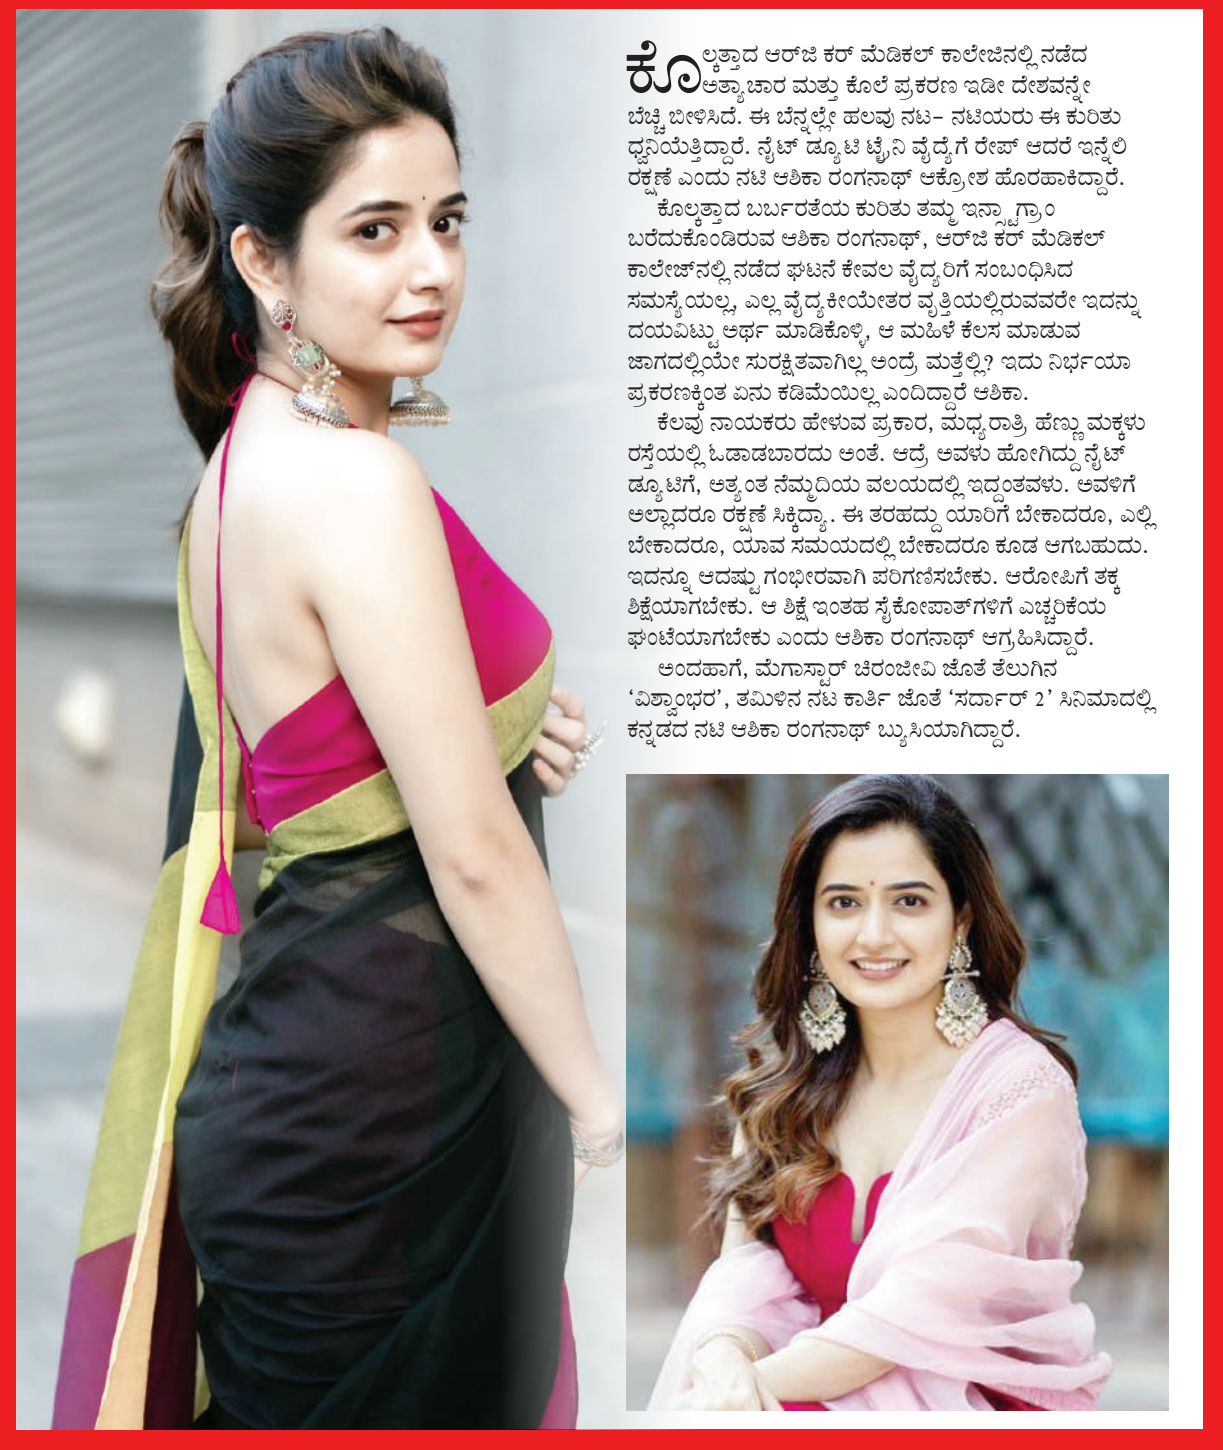 ಕೊಲ್ಕತ್ತಾದ ಆರ್‌ಜಿ ಕರ್ ಮೆಡಿಕಲ್ ಕಾಲೇಜಿನಲ್ಲಿ ನಡೆದ
ಅತ್ಯಾಚಾರ ಮತ್ತು ಕೊಲೆ ಪ್ರಕರಣ ಇಡೀ ದೇಶವನ್ನೇ
ಬೆಚ್ಚಿ ಬೀಳಿಸಿದೆ. ಈ ಬೆನ್ನಲ್ಲೇ ಹಲವು ನಟ– ನಟಿಯರು ಈ ಕುರಿತು
ಧ್ವನಿಯೆತ್ತಿದ್ದಾರೆ. ನೈಟ್ ಡ್ಯೂಟಿ ಟ್ರೈನಿ ವೈದ್ಯೆಗೆ ರೇಪ್ ಆದರೆ ಇನ್ನೆಲಿ
ರಕ್ಷಣೆ ಎಂದು ನಟಿ ಆಶಿಕಾ ರಂಗನಾಥ್ ಆಕ್ರೋಶ ಹೊರಹಾಕಿದ್ದಾರೆ.
ಕೊಲ್ಕತ್ತಾದ ಬರ್ಬರತೆಯ ಕುರಿತು ತಮ್ಮ ಇನ್ಸ್ಟಾಗ್ರಾಂ
ಬರೆದುಕೊಂಡಿರುವ ಆಶಿಕಾ ರಂಗನಾಥ್, ಆರ್‌ಜಿ ಕರ್ ಮೆಡಿಕಲ್
ಕಾಲೇಜ್‌ನಲ್ಲಿ ನಡೆದ ಘಟನೆ ಕೇವಲ ವೈದ್ಯರಿಗೆ ಸಂಬಂಧಿಸಿದ
ಸಮಸ್ಯೆಯಲ್ಲ, ಎಲ್ಲ ವೈದ್ಯಕೀಯೇತರ ವೃತ್ತಿಯಲ್ಲಿರುವವರೇ ಇದನ್ನು
ದಯವಿಟ್ಟು ಅರ್ಥ ಮಾಡಿಕೊಳ್ಳಿ, ಆ ಮಹಿಳೆ ಕೆಲಸ ಮಾಡುವ
ಜಾಗದಲ್ಲಿಯೇ ಸುರಕ್ಷಿತವಾಗಿಲ್ಲ ಅಂದ್ರೆ ಮತ್ತೆಲ್ಲಿ? ಇದು ನಿರ್ಭಯಾ
ಪ್ರಕರಣಕ್ಕಿಂತ ಏನು ಕಡಿಮೆಯಿಲ್ಲ ಎಂದಿದ್ದಾರೆ ಆಶಿಕಾ.
ಕೆಲವು ನಾಯಕರು ಹೇಳುವ ಪ್ರಕಾರ, ಮಧ್ಯರಾತ್ರಿ ಹೆಣ್ಣು ಮಕ್ಕಳು
ರಸ್ತೆಯಲ್ಲಿ ಓಡಾಡಬಾರದು ಅಂತೆ. ಆದ್ರೆ ಅವಳು ಹೋಗಿದ್ದು ನೈಟ್
ಡ್ಯೂಟಿಗೆ, ಅತ್ಯಂತ ನೆಮ್ಮದಿಯ ವಲಯದಲ್ಲಿ ಇದ್ದಂತವಳು. ಅವಳಿಗೆ
ಅಲ್ಲಾದರೂ ರಕ್ಷಣೆ ಸಿಕ್ಕಿದ್ಯಾ. ಈ ತರಹದ್ದು ಯಾರಿಗೆ ಬೇಕಾದರೂ, ಎಲ್ಲಿ
ಬೇಕಾದರೂ, ಯಾವ ಸಮಯದಲ್ಲಿ ಬೇಕಾದರೂ ಕೂಡ ಆಗಬಹುದು.
ಇದನ್ನೂ ಆದಷ್ಟು ಗಂಭೀರವಾಗಿ ಪರಿಗಣಿಸಬೇಕು. ಆರೋಪಿಗೆ ತಕ್ಕ
ಶಿಕ್ಷೆಯಾಗಬೇಕು. ಆ ಶಿಕ್ಷೆ ಇಂತಹ ಸೈಕೋಪಾತ್‌ಗಳಿಗೆ ಎಚ್ಚರಿಕೆಯ
ಘಂಟೆಯಾಗಬೇಕು ಎಂದು ಆಶಿಕಾ ರಂಗನಾಥ್ ಆಗ್ರಹಿಸಿದ್ದಾರೆ.
ಅಂದಹಾಗೆ, ಮೆಗಾಸ್ಟಾರ್ ಚಿರಂಜೀವಿ ಜೊತೆ ತೆಲುಗಿನ
‘ವಿಶ್ವಾಂಭರ’, ತಮಿಳಿನ ನಟ ಕಾರ್ತಿ ಜೊತೆ ‘ಸರ್ದಾರ್ 2’ ಸಿನಿಮಾದಲ್ಲಿ
ಕನ್ನಡದ ನಟಿ ಆಶಿಕಾ ರಂಗನಾಥ್ ಬ್ಯುಸಿಯಾಗಿದ್ದಾರೆ.